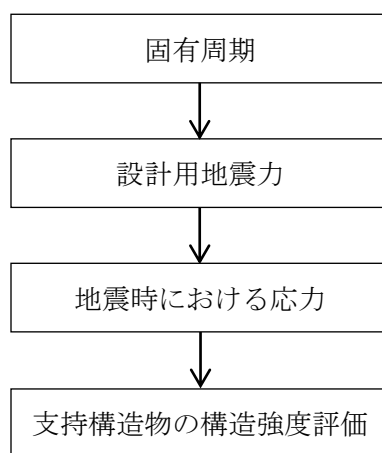 固有周期
設計用地震力
地震時における応力
支持構造物の構造強度評価